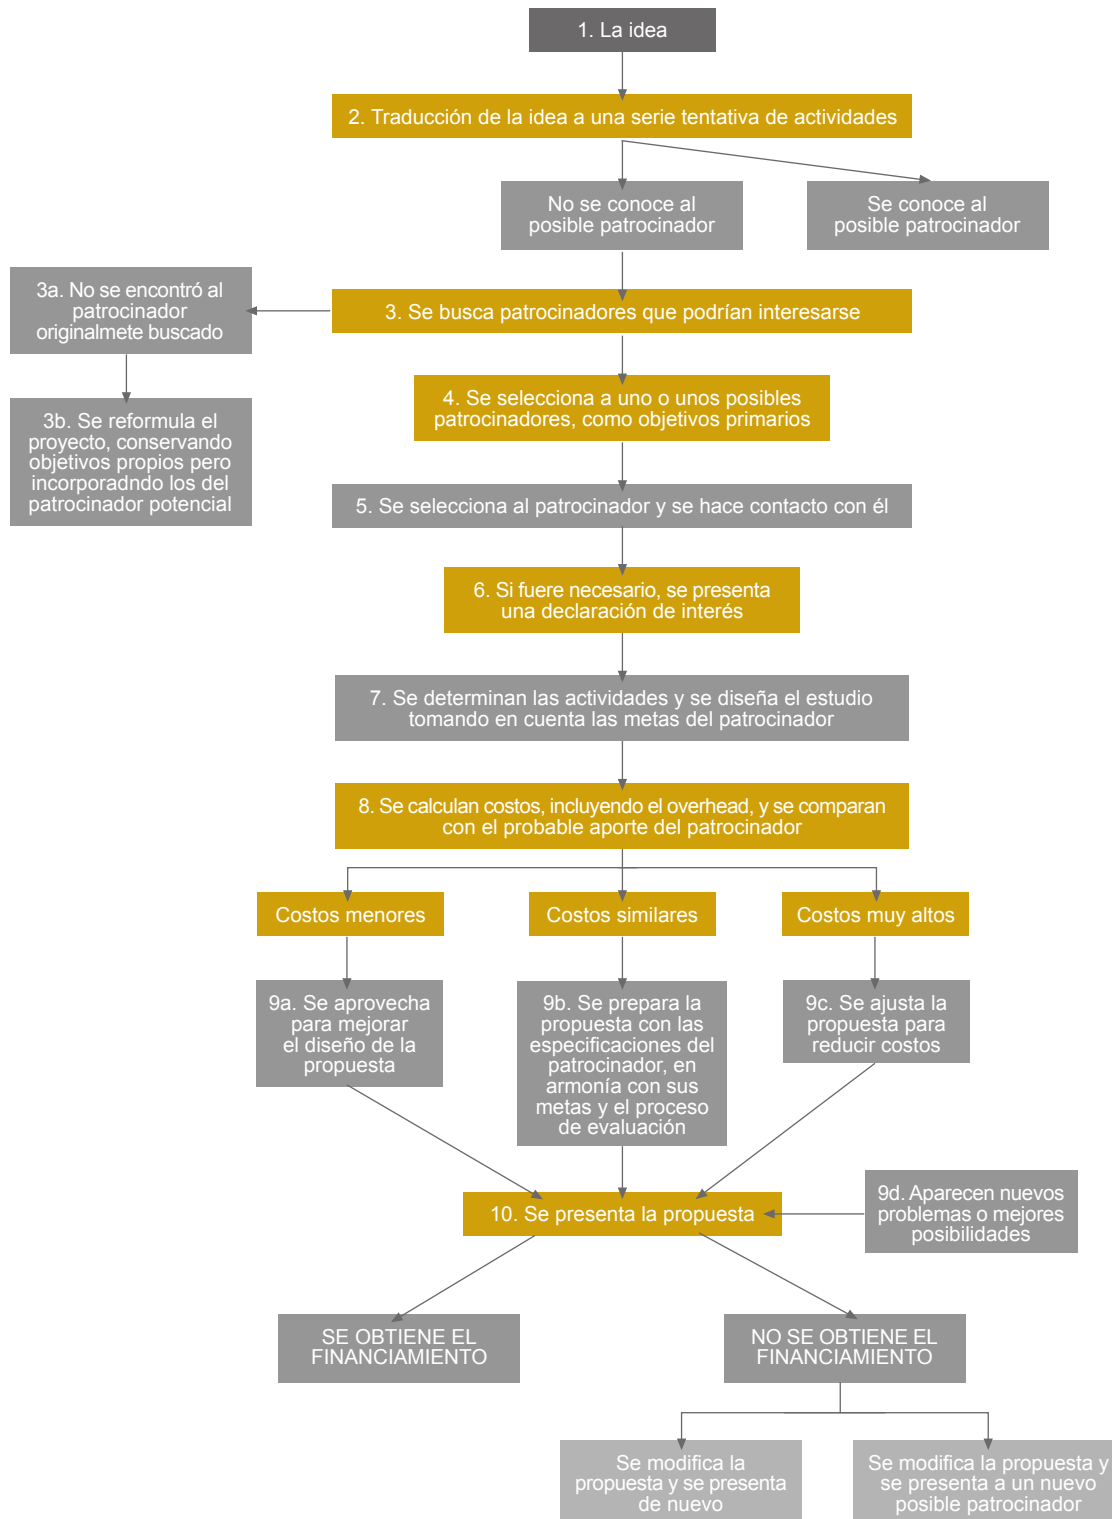 1. La idea
2. Traducción de la idea a una serie tentativa de actividades
No se conoce al
posible patrocinador
Se conoce al
posible patrocinador
3a. No se encontró al
patrocinador
originalmete buscado
3. Se busca patrocinadores que podrían interesarse
3b. Se reformula el
proyecto, conservando
objetivos propios pero
incorporadndo los del
patrocinador potencial
4. Se selecciona a uno o unos posibles
patrocinadores, como objetivos primarios
5. Se selecciona al patrocinador y se hace contacto con él
6. Si fuere necesario, se presenta
una declaración de interés
7. Se determinan las actividades y se diseña el estudio
tomando en cuenta las metas del patrocinador
8. Se calculan costos, incluyendo el overhead, y se comparan
con el probable aporte del patrocinador
Costos menores
Costos similares
Costos muy altos
9a. Se aprovecha
para mejorar
el diseño de la
propuesta
9b. Se prepara la
propuesta con las
especificaciones del
patrocinador, en
armonía con sus
metas y el proceso
de evaluación
9c. Se ajusta la
propuesta para
reducir costos
9d. Aparecen nuevos
problemas o mejores
posibilidades
10. Se presenta la propuesta
SE OBTIENE EL
FINANCIAMIENTO
NO SE OBTIENE EL
FINANCIAMIENTO
Se modifica la
propuesta y se presenta
de nuevo
Se modifica la propuesta y
se presenta a un nuevo
posible patrocinador